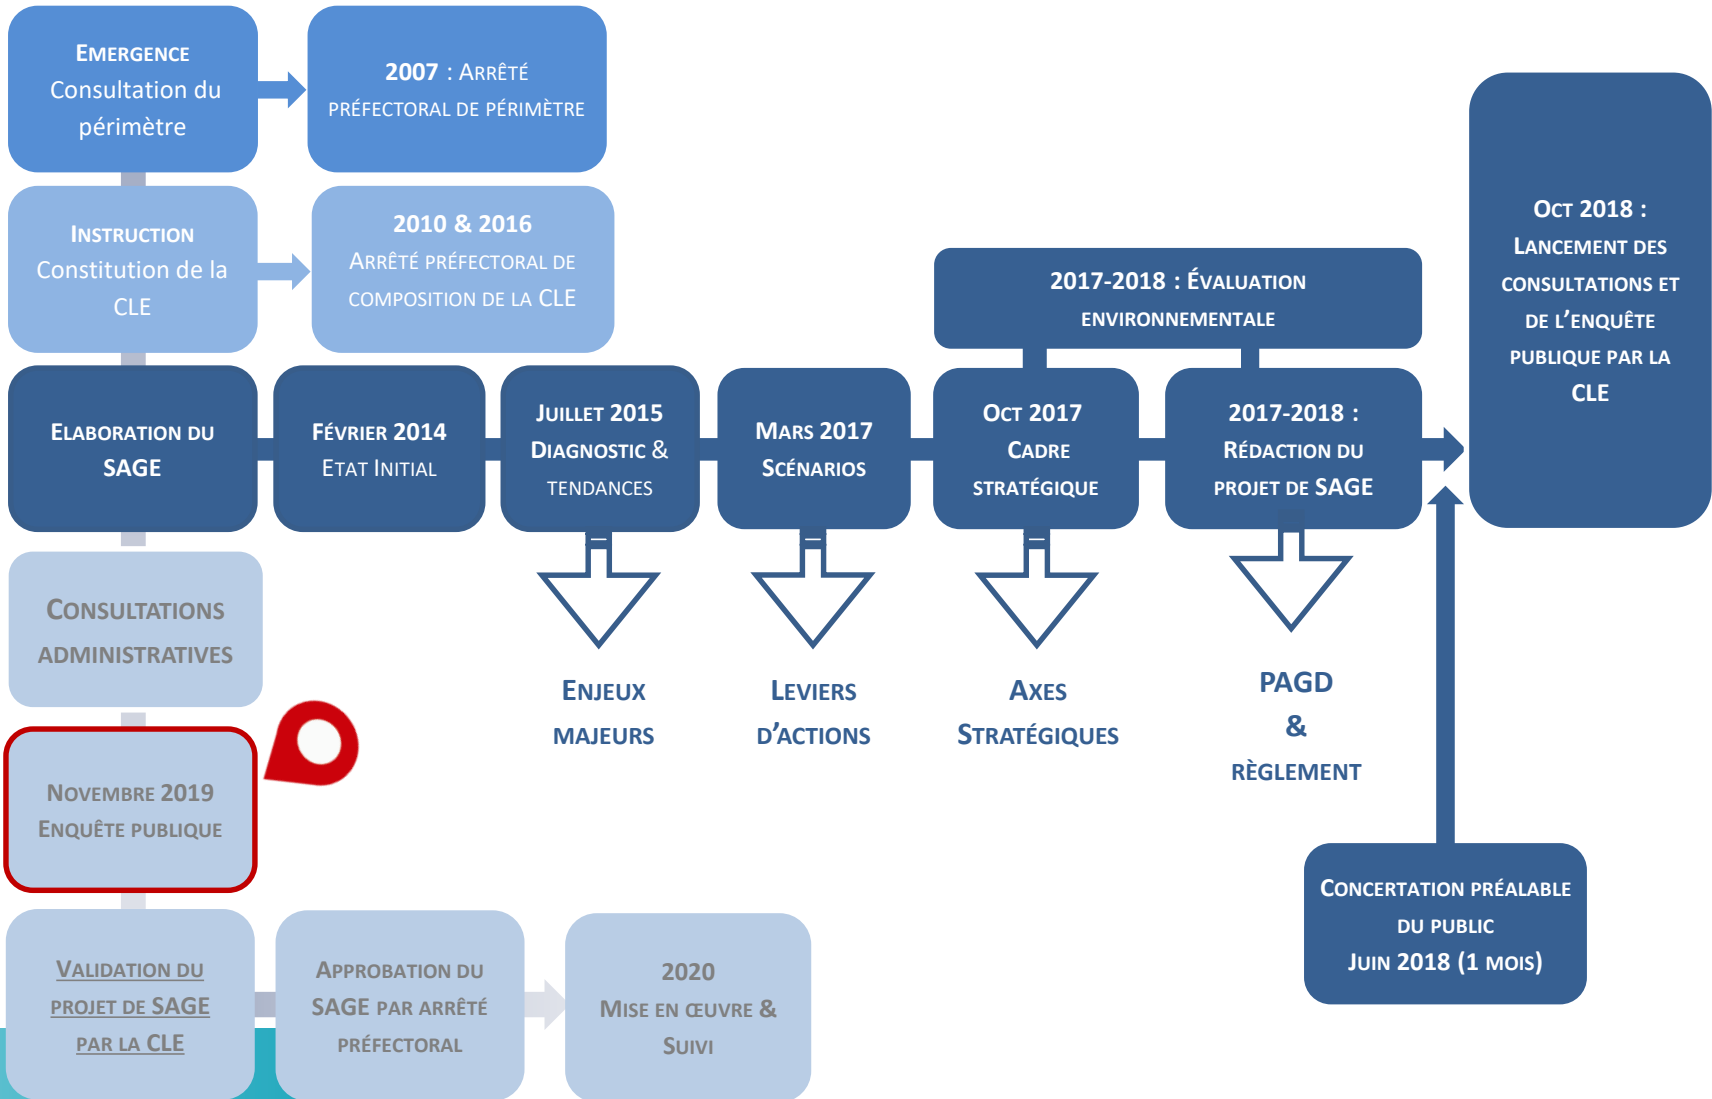 EMERGENCE
Consultation du
périmètre
2007 : ARRÊTÉ
PRÉFECTORAL DE PÉRIMÈTRE
INSTRUCTION
Constitution de la
CLE
2010 & 2016
ARRÊTÉ PRÉFECTORAL DE
COMPOSITION DE LA CLE
2017-2018 : ÉVALUATION
ENVIRONNEMENTALE
OCT 2018 :
LANCEMENT DES
CONSULTATIONS ET
DE L'ENQUÊTE
PUBLIQUE PAR LA
CLE
ELABORATION DU
SAGE
FÉVRIER 2014
ETAT INITIAL
JUILLET 2015
DIAGNOSTIC &
TENDANCES
MARS 2017
SCÉNARIOS
OCT 2017
CADRE
STRATÉGIQUE
2017-2018 :
RÉDACTION DU
PROJET DE SAGE
ENJEUX
MAJEURS
LEVIERS
D'ACTIONS
AXES
STRATÉGIQUES
PAGD
&
RÈGLEMENT
CONSULTATIONS
ADMINISTRATIVES
NOVEMBRE 2019
ENQUÊTE PUBLIQUE
CONCERTATION PRÉALABLE
DU PUBLIC
JUIN 2018 (1 MOIS)
VALIDATION DU
PROJET DE SAGE
PAR LA CLE
APPROBATION DU
SAGE PAR ARRÊTÉ
PRÉFECTORAL
2020
MISE EN ŒUVRE &
SUIVI